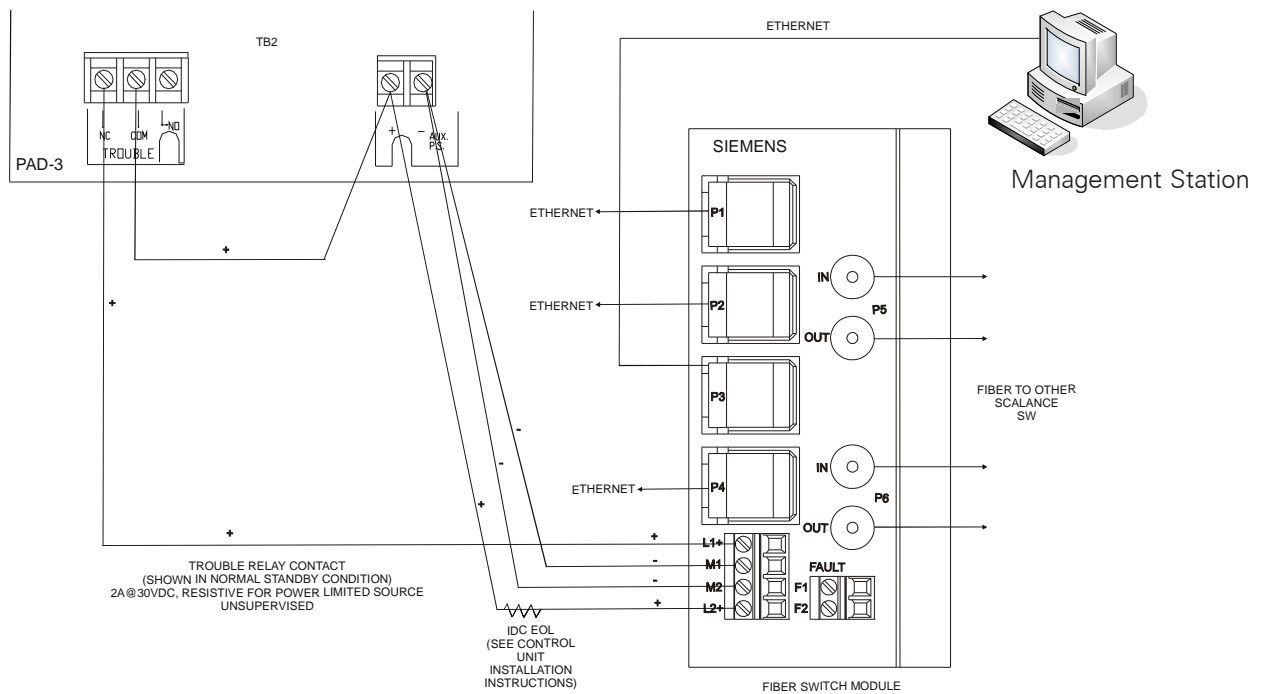 ETHERNET
TB2
NC COM NO
TROUBLE
+ - AUX.
P.S.
PAD-3
Management Station
SIEMENS
ETHERNET
P1
ETHERNET
P2
P3
ETHERNET
P4
IN
P5
OUT
FIBER TO OTHER
SCALANCE
SW
IN
P6
OUT
+
+
+
-
-
+
+ L1+
- M1
- M2
+ L2+
FAULT
F1
F2
TROUBLE RELAY CONTACT
(SHOWN IN NORMAL STANDBY CONDITION)
2A@30VDC, RESISTIVE FOR POWER LIMITED SOURCE
UNSUPERVISED
IDC EOL
(SEE CONTROL
UNIT
INSTALLATION
INSTRUCTIONS)
FIBER SWITCH MODULE